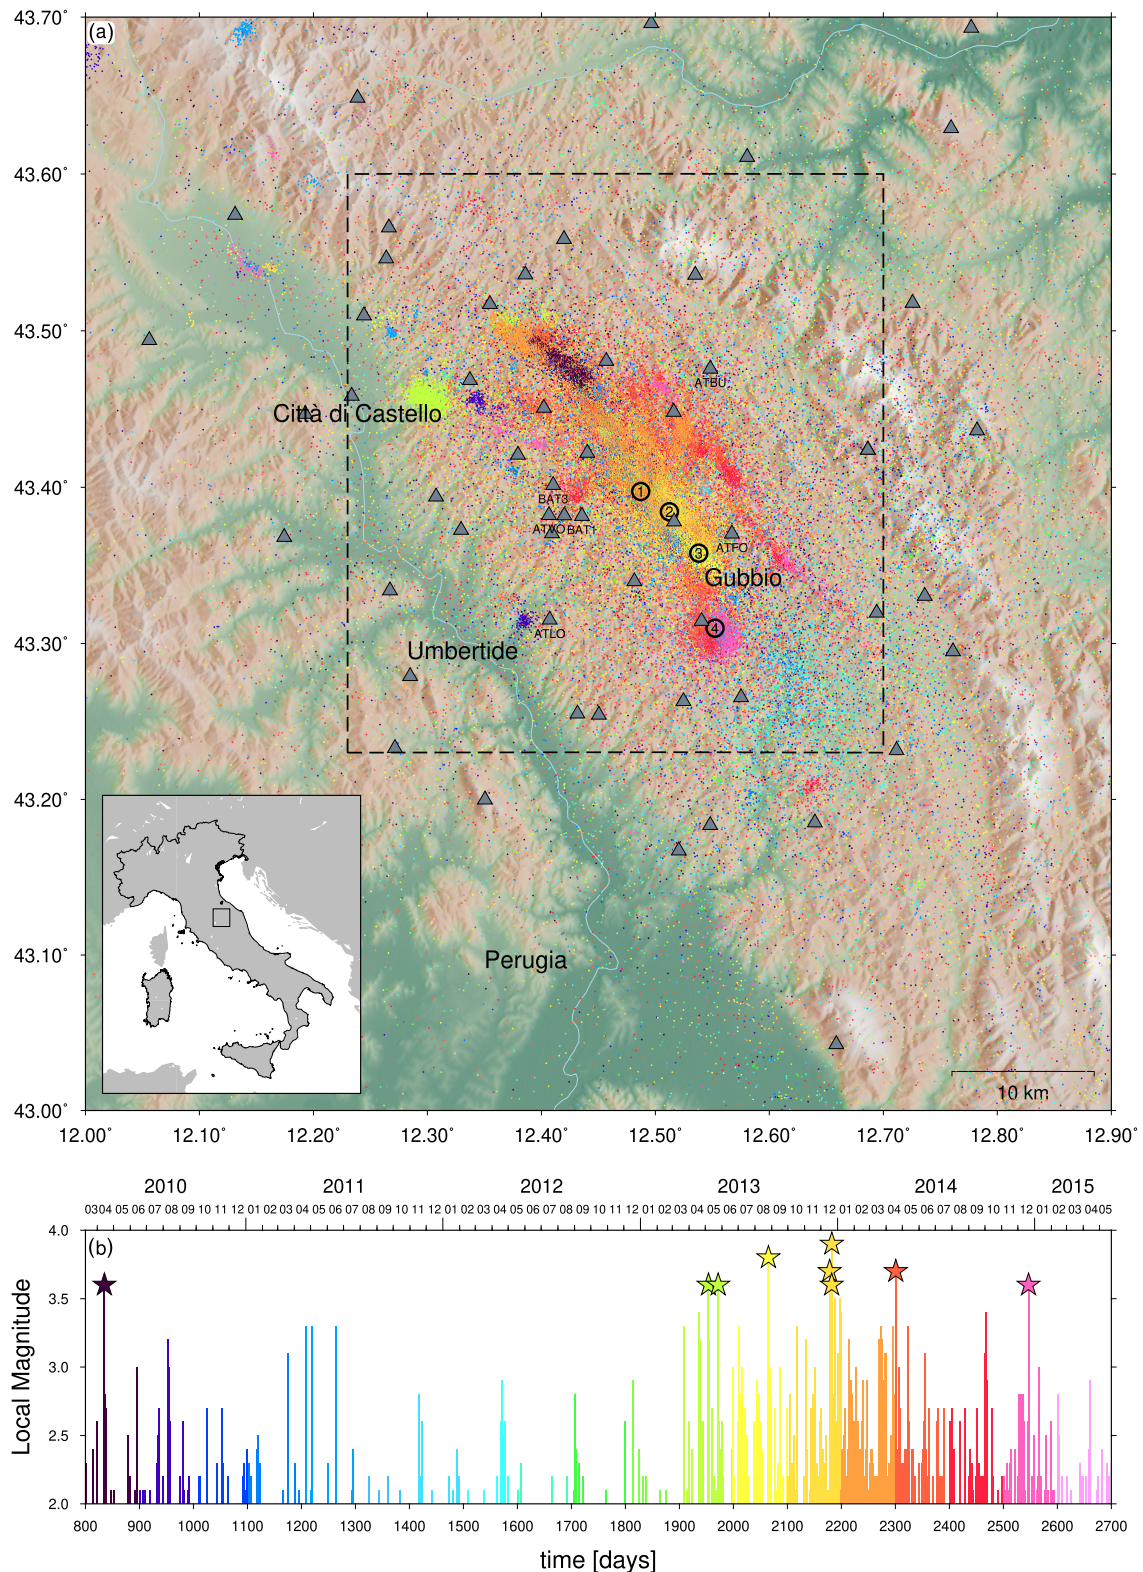 43.70°
(a)
43.60°
43.50°
ATBU
Città di Castello
43.40°
BAT3
1
2
BAT1
ATFO
3
Gubbio
43.30°
4
ATLO
Umbertide
43.20°
43.10°
Perugia
10 km
43.00°
12.00° 12.10° 12.20° 12.30° 12.40° 12.50° 12.60° 12.70° 12.80° 12.90°
2010 2011 2012 2013 2014 2015
03 04 05 06 07 08 09 10 11 12 01 02 03 04 05 06 07 08 09 10 11 12 01 02 03 04 05 06 07 08 09 10 11 12 01 02 03 04 05 06 07 08 09 10 11 12 01 02 03 04 05 06 07 08 09 10 11 12 01 02 03 04 05
4.0
(b)
3.5
3.0
2.5
2.0
Local Magnitude
800 900 1000 1100 1200 1300 1400 1500 1600 1700 1800 1900 2000 2100 2200 2300 2400 2500 2600 2700
time [days]